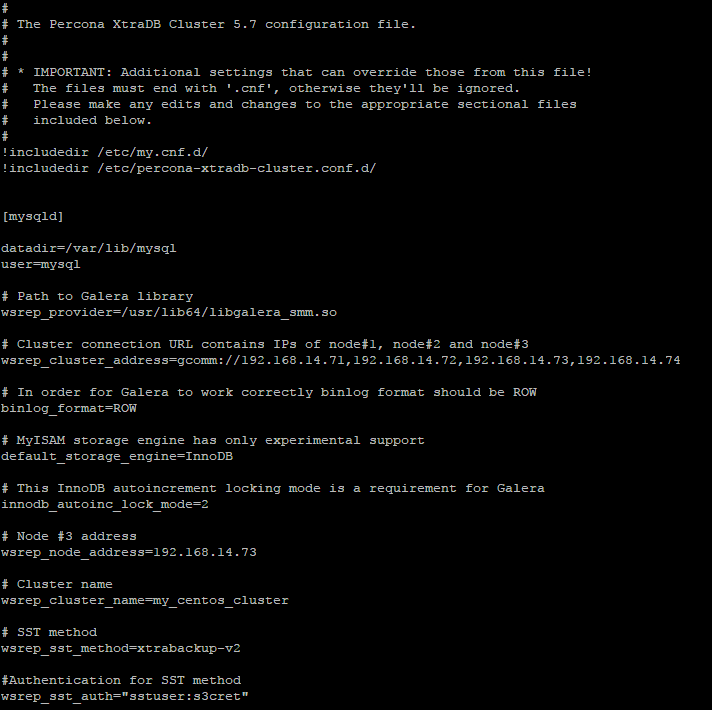 #
# The Percona XtraDB Cluster 5.7 configuration file.
#
#
# * IMPORTANT: Additional settings that can override those from this file!
#   The files must end with '.cnf', otherwise they'll be ignored.
#   Please make any edits and changes to the appropriate sectional files
#   included below.
#
!includedir /etc/my.cnf.d/
!includedir /etc/percona-xtradb-cluster.conf.d/
[mysqld]
datadir=/var/lib/mysql
user=mysql
# Path to Galera library
wsrep_provider=/usr/lib64/libgalera_smm.so
# Cluster connection URL contains IPs of node#1, node#2 and node#3
wsrep_cluster_address=gcomm://192.168.14.71,192.168.14.72,192.168.14.73,192.168.14.74
# In order for Galera to work correctly binlog format should be ROW
binlog_format=ROW
# MyISAM storage engine has only experimental support
default_storage_engine=InnoDB
# This InnoDB autoincrement locking mode is a requirement for Galera
innodb_autoinc_lock_mode=2
# Node #3 address
wsrep_node_address=192.168.14.73
# Cluster name
wsrep_cluster_name=my_centos_cluster
# SST method
wsrep_sst_method=xtrabackup-v2
#Authentication for SST method
wsrep_sst_auth="sstuser:s3cret"